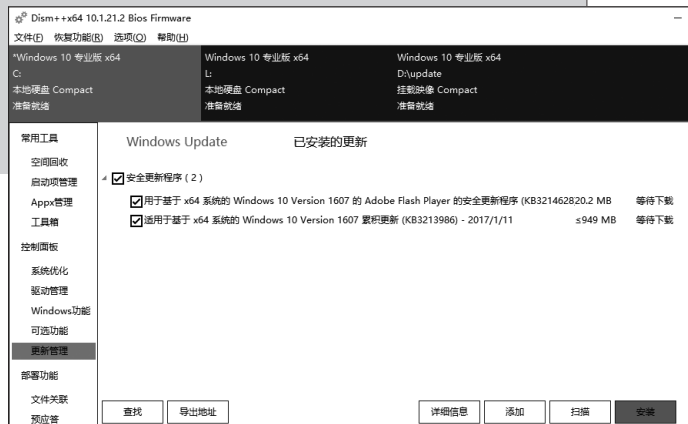 Dism++x64 10.1.21.2 Bios Firmware
文件(F) 恢复功能(R) 选项(O) 帮助(H)
*Windows 10 专业版 x64
C:
本地硬盘 Compact
准备就绪
Windows 10 专业版 x64
L:
本地硬盘 Compact
准备就绪
Windows 10 专业版 x64
D:\update
挂载映像 Compact
准备就绪
常用工具
空间回收
启动项管理
Appx管理
工具箱
控制面板
系统优化
驱动管理
Windows功能
可选功能
更新管理
部署功能
文件关联
预应答
Windows Update 已安装的更新
安全更新程序 ( 2 )
用于基于 x64 系统的 Windows 10 Version 1607 的 Adobe Flash Player 的安全更新程序 (KB321462820.2 MB 等待下载
适用于基于 x64 系统的 Windows 10 Version 1607 累积更新 (KB3213986) - 2017/1/11 ≤949 MB 等待下载
查找 导出地址 详细信息 添加 扫描 安装